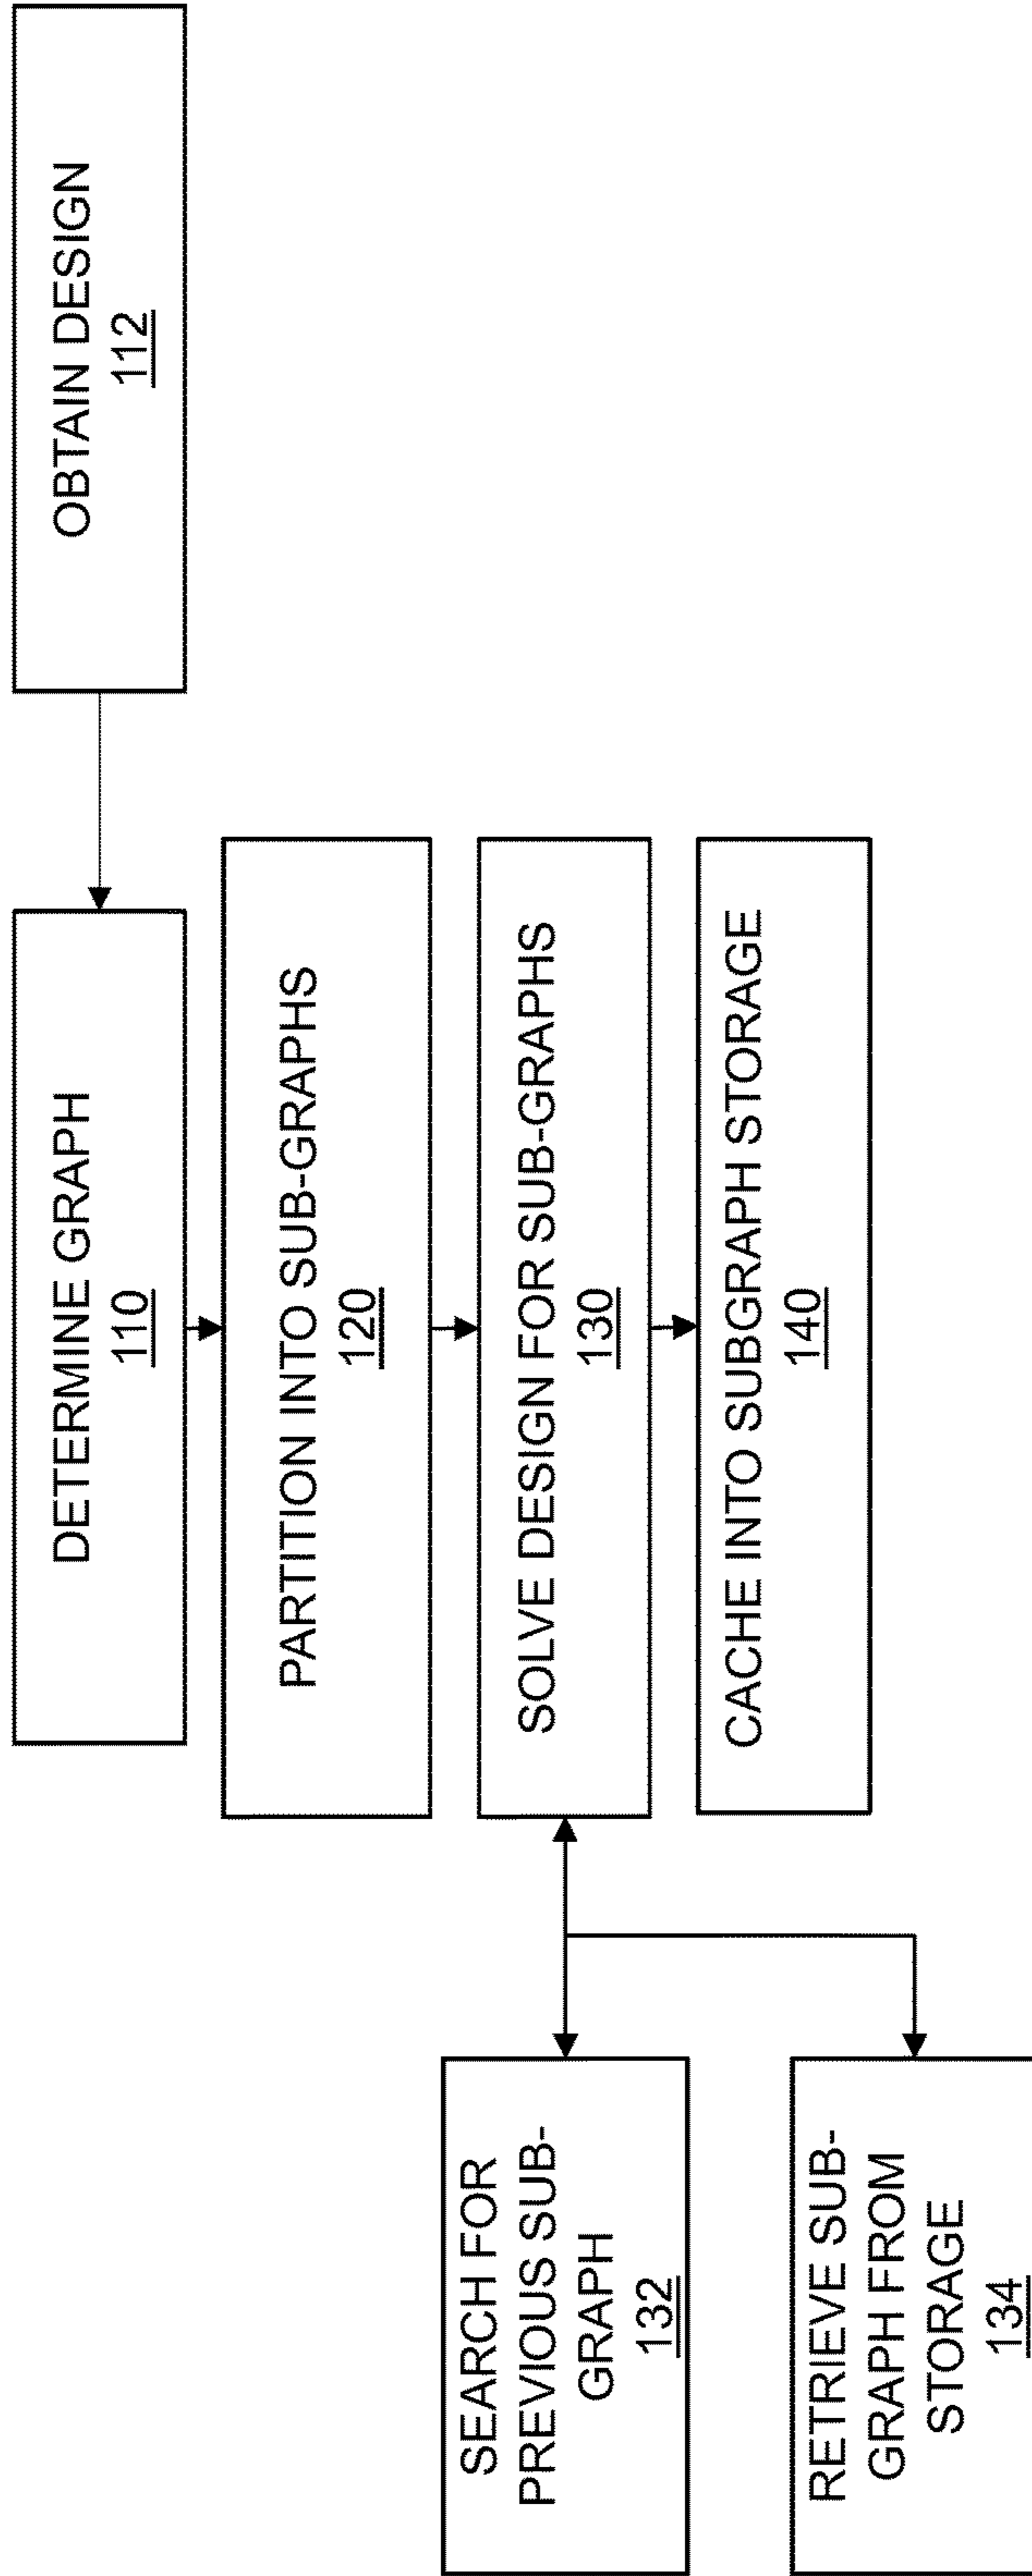 OBTAIN DESIGN
112
DETERMINE GRAPH
110
PARTITION INTO SUB-GRAPHS
120
SOLVE DESIGN FOR SUB-GRAPHS
130
CACHE INTO SUBGRAPH STORAGE
140
SEARCH FOR
PREVIOUS SUB-
GRAPH
132
RETRIEVE SUB-
GRAPH FROM
STORAGE
134